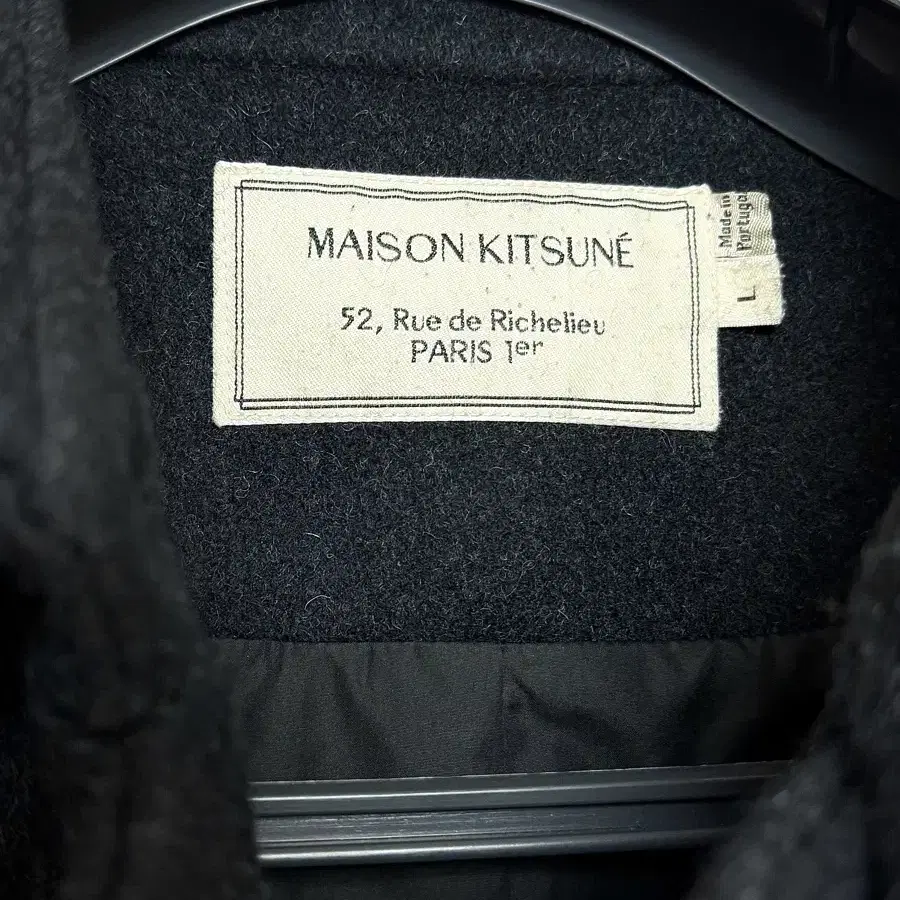 MAISON KITSUNÉ
52, Rue de Richelieu
PARIS 1er
Made in
Portugal
L